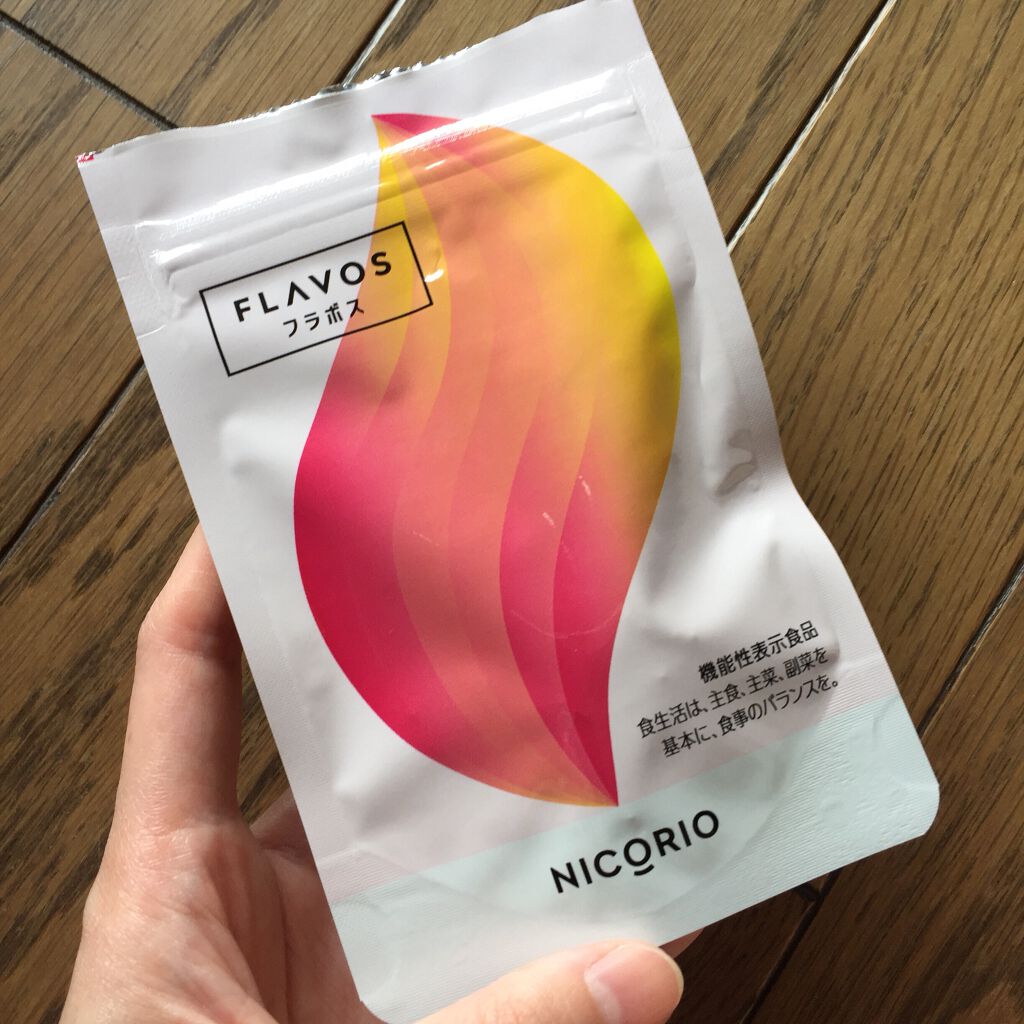 FLAVOS
フラボス
機能性表示食品
食生活は、主食、主菜、副菜を
基本に、食事のバランスを。
NICORIO